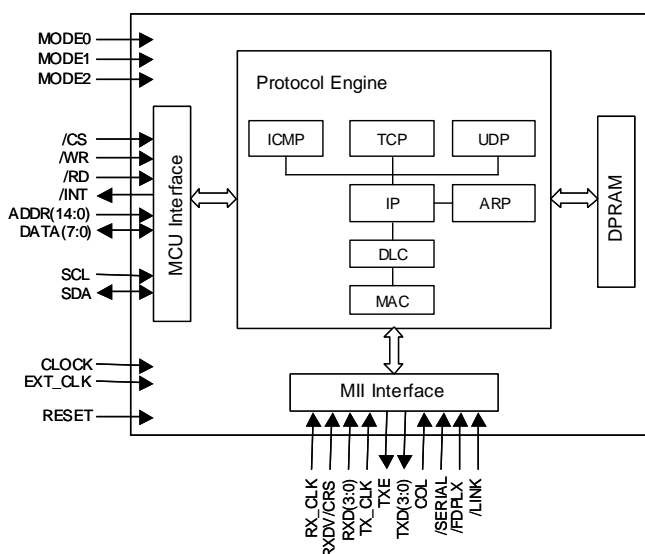 MODE0
MODE1
MODE2
Protocol Engine
ICMP
TCP
UDP
IP
ARP
DLC
MAC
/CS
/WR
/RD
/INT
ADDR(14:0)
DATA(7:0)
SCL
SDA
MCU Interface
DPRAM
CLOCK
EXT_CLK
RESET
MII Interface
RX_CLK
RXDV/CRS
RXD(3:0)
TX_CLK
TXE
TXD(3:0)
COL
/SERIAL
/FDPLX
/LINK